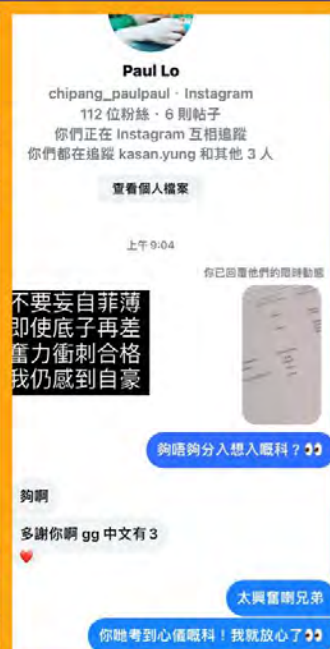 Paul Lo
chipang_paulpaul · Instagram
112 位粉絲·6 則帖子
你們正在 Instagram 互相追蹤
你們都在追蹤 kasan.yung 和其他 3 人
查看個人檔案
上午 9:04
你已回覆他們的限時動態
不要妄自菲薄
即使底子再差
奮力衝刺合格
我仍感到自豪
夠唔夠分入想入嘅科？👀
夠啊
多謝你啊 gg 中文有 3
❤️
太興奮喇兄弟
你哋考到心儀嘅科！我就放心了👀